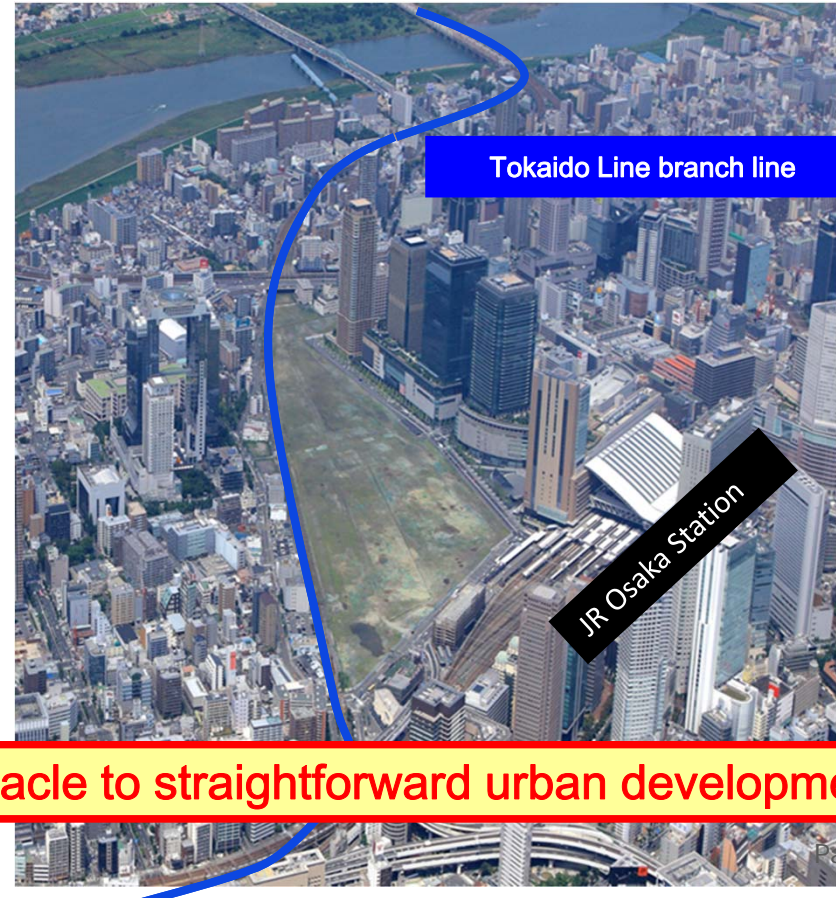 Tokaido Line branch line
JR Osaka Station
acle to straightforward urban developme